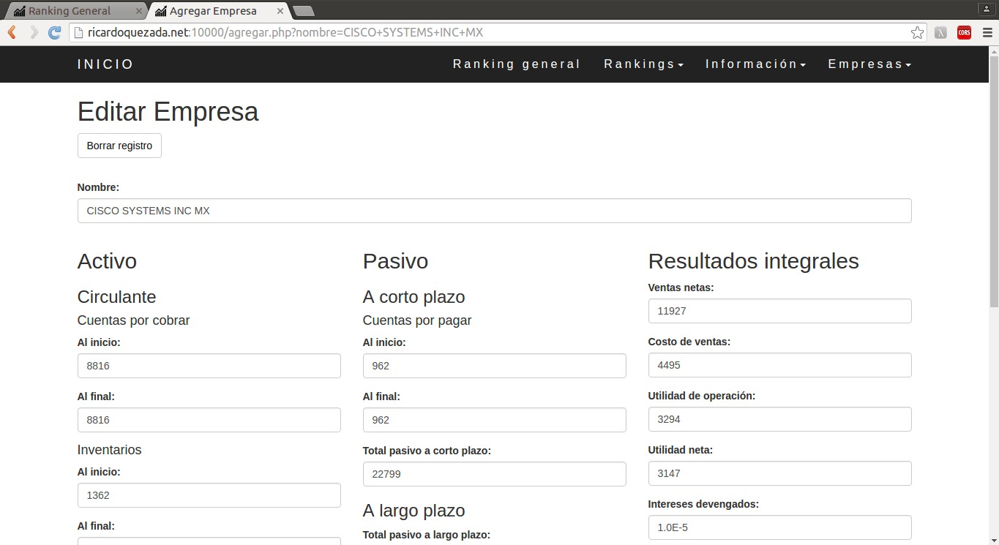 Ranking General
Agregar Empresa
ricardoquezada.net:10000/agregar.php?nombre=CISCO+SYSTEMS+INC+MX
CORS
INICIO
Ranking general
Rankings
Información
Empresas
Editar Empresa
Borrar registro
Nombre:
CISCO SYSTEMS INC MX
Activo
Circulante
Cuentas por cobrar
Al inicio:
8816
Al final:
8816
Inventarios
Al inicio:
1362
Al final:
Pasivo
A corto plazo
Cuentas por pagar
Al inicio:
962
Al final:
962
Total pasivo a corto plazo:
22799
A largo plazo
Total pasivo a largo plazo:
Resultados integrales
Ventas netas:
11927
Costo de ventas:
4495
Utilidad de operación:
3294
Utilidad neta:
3147
Intereses devengados:
1.0E-5